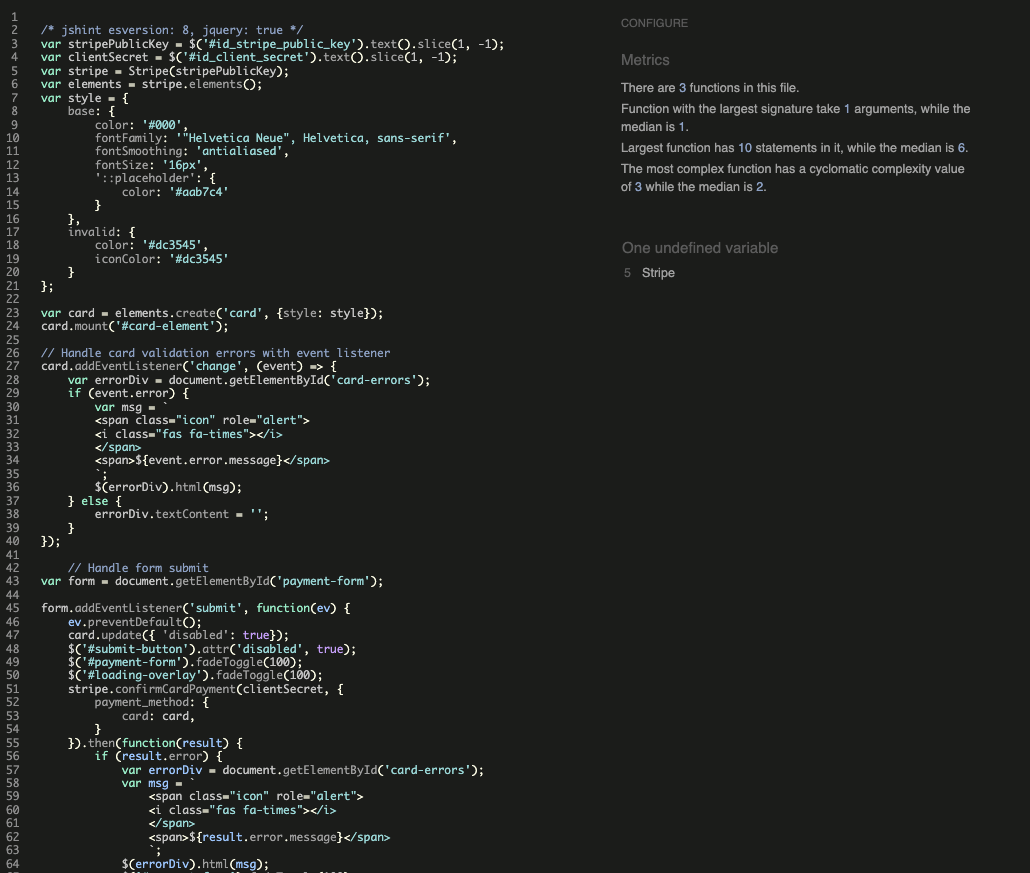 1
2 /* jshint esversion: 8, jquery: true */
3 var stripePublicKey = $('#id_stripe_public_key').text().slice(1, -1);
4 var clientSecret = $('#id_client_secret').text().slice(1, -1);
5 var stripe = Stripe(stripePublicKey);
6 var elements = stripe.elements();
7 var style = {
8     base: {
9         color: '#000',
10         fontFamily: '"Helvetica Neue", Helvetica, sans-serif',
11         fontSmoothing: 'antialiased',
12         fontSize: '16px',
13         '::placeholder': {
14             color: '#aab7c4'
15         }
16     },
17     invalid: {
18         color: '#dc3545',
19         iconColor: '#dc3545'
20     }
21 };
22
23 var card = elements.create('card', {style: style});
24 card.mount('#card-element');
25
26 // Handle card validation errors with event listener
27 card.addEventListener('change', (event) => {
28     var errorDiv = document.getElementById('card-errors');
29     if (event.error) {
30         var msg = `
31         <span class="icon" role="alert">
32         <i class="fas fa-times"></i>
33         </span>
34         <span>${event.error.message}</span>
35         `;
36         $(errorDiv).html(msg);
37     } else {
38         errorDiv.textContent = '';
39     }
40 });
41
42     // Handle form submit
43 var form = document.getElementById('payment-form');
44
45 form.addEventListener('submit', function(ev) {
46     ev.preventDefault();
47     card.update({ 'disabled': true});
48     $('#submit-button').attr('disabled', true);
49     $('#payment-form').fadeToggle(100);
50     $('#loading-overlay').fadeToggle(100);
51     stripe.confirmCardPayment(clientSecret, {
52         payment_method: {
53             card: card,
54         }
55     }).then(function(result) {
56         if (result.error) {
57             var errorDiv = document.getElementById('card-errors');
58             var msg = `
59                 <span class="icon" role="alert">
60                 <i class="fas fa-times"></i>
61                 </span>
62                 <span>${result.error.message}</span>
63                 `;
64             $(errorDiv).html(msg);
CONFIGURE
Metrics
There are 3 functions in this file.
Function with the largest signature take 1 arguments, while the
median is 1.
Largest function has 10 statements in it, while the median is 6.
The most complex function has a cyclomatic complexity value
of 3 while the median is 2.
One undefined variable
5 Stripe